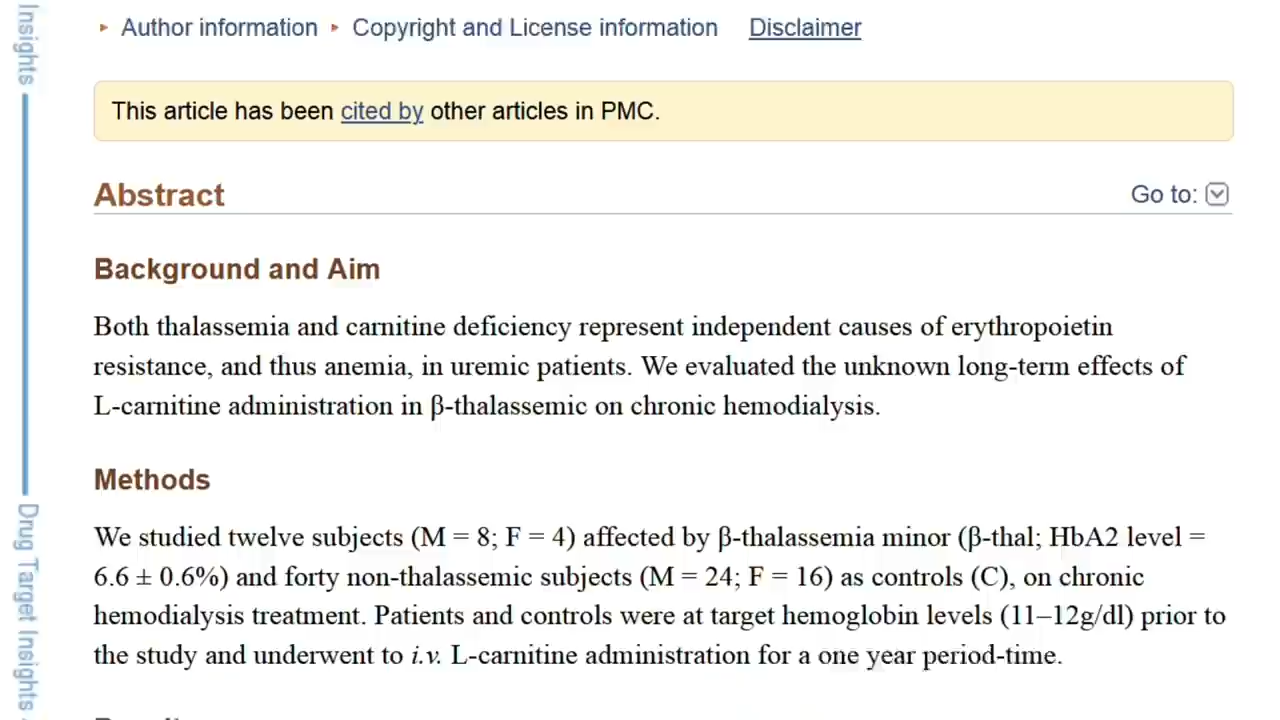 Author information
Copyright and License information
Disclaimer
This article has been cited by other articles in PMC.
Abstract
Go to:
Background and Aim
Both thalassemia and carnitine deficiency represent independent causes of erythropoietin
resistance, and thus anemia, in uremic patients. We evaluated the unknown long-term effects of
L-carnitine administration in β-thalassemic on chronic hemodialysis.
Methods
We studied twelve subjects (M = 8; F = 4) affected by β-thalassemia minor (β-thal; HbA2 level =
6.6 ± 0.6%) and forty non-thalassemic subjects (M = 24; F = 16) as controls (C), on chronic
hemodialysis treatment. Patients and controls were at target hemoglobin levels (11–12g/dl) prior to
the study and underwent to i.v. L-carnitine administration for a one year period-time.
Insights
Drug Target Insights